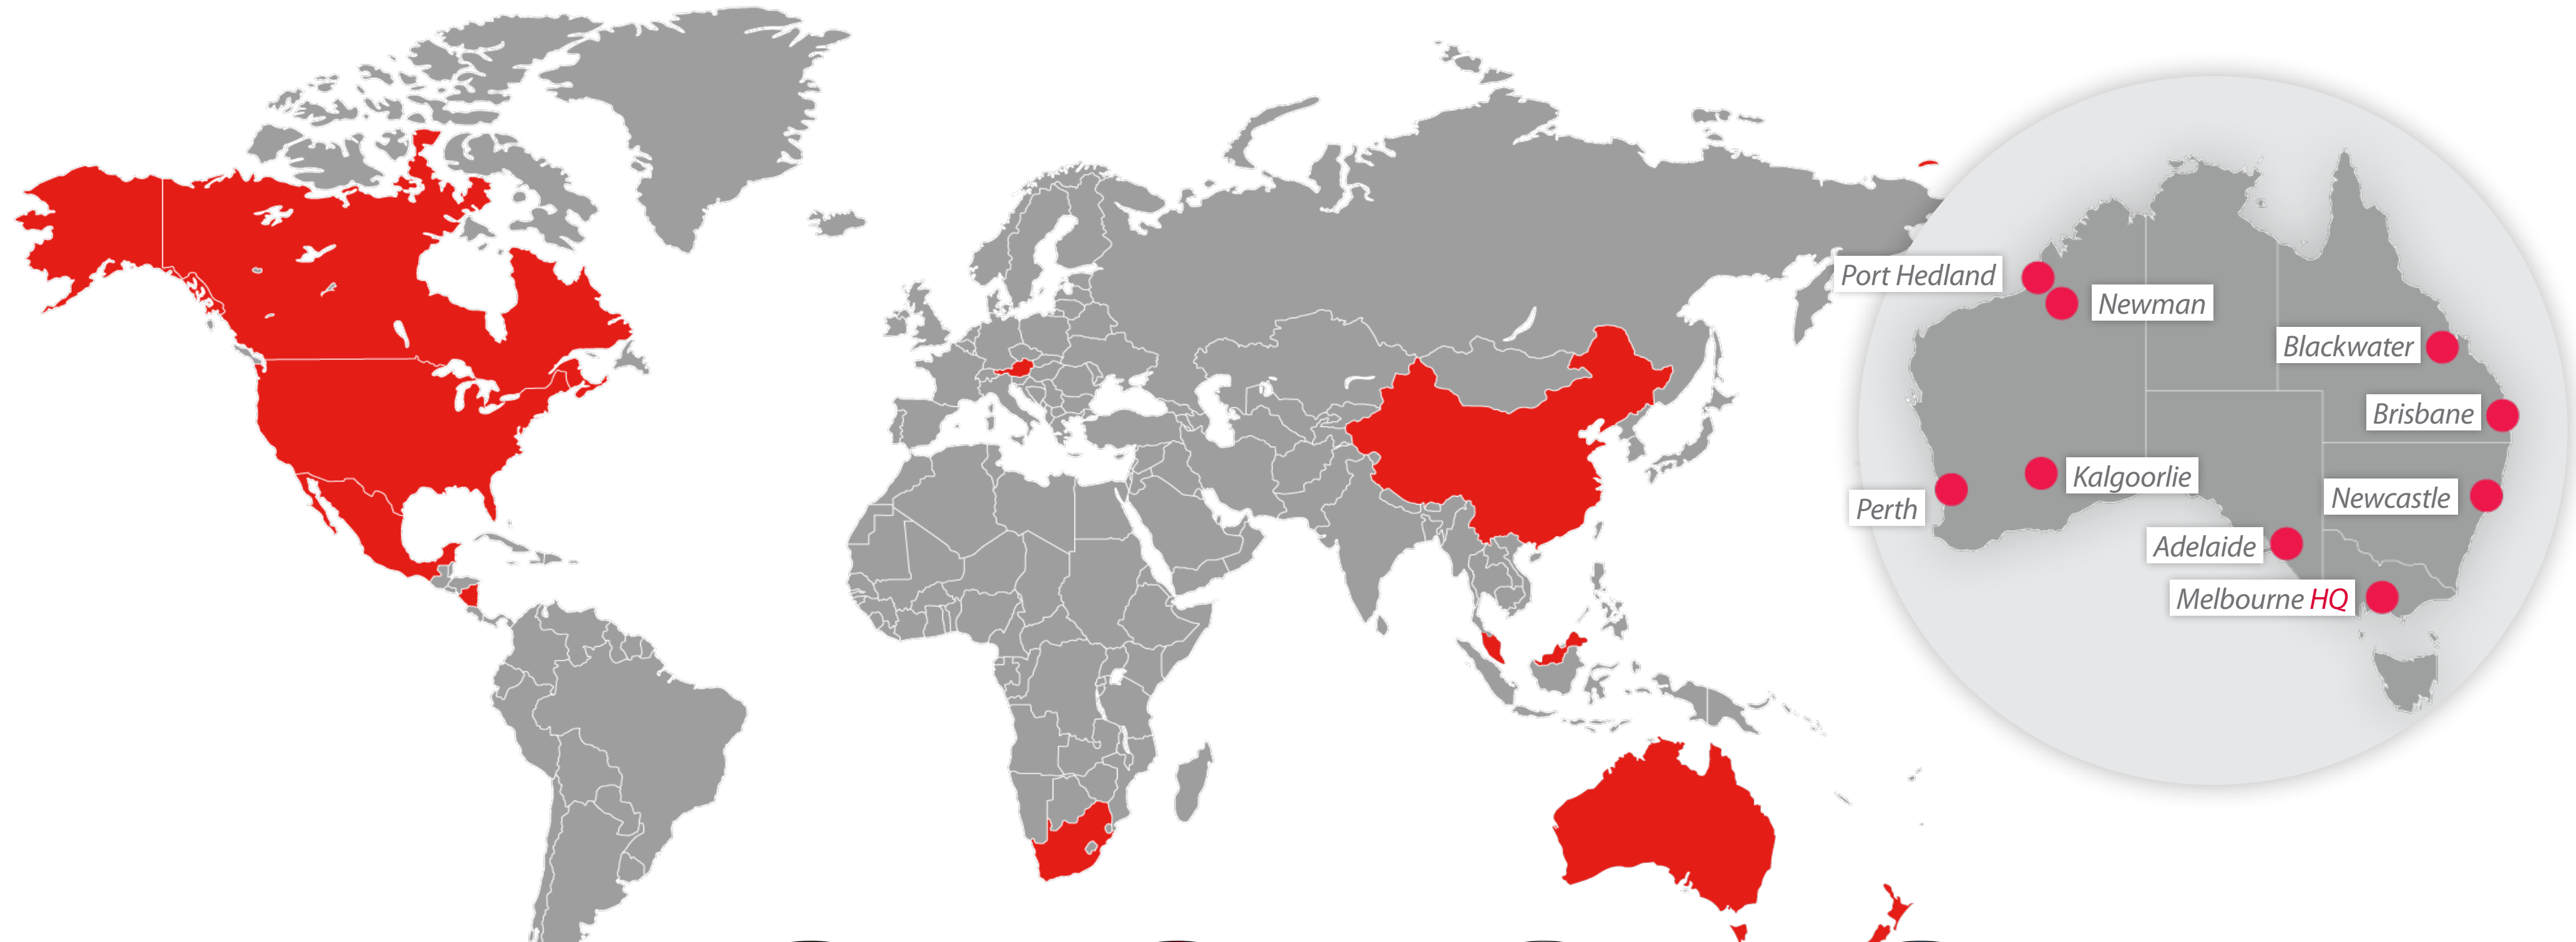 Port Hedland
Newman
Blackwater
Brisbane
Kalgoorlie
Perth
Newcastle
Adelaide
Melbourne HQ